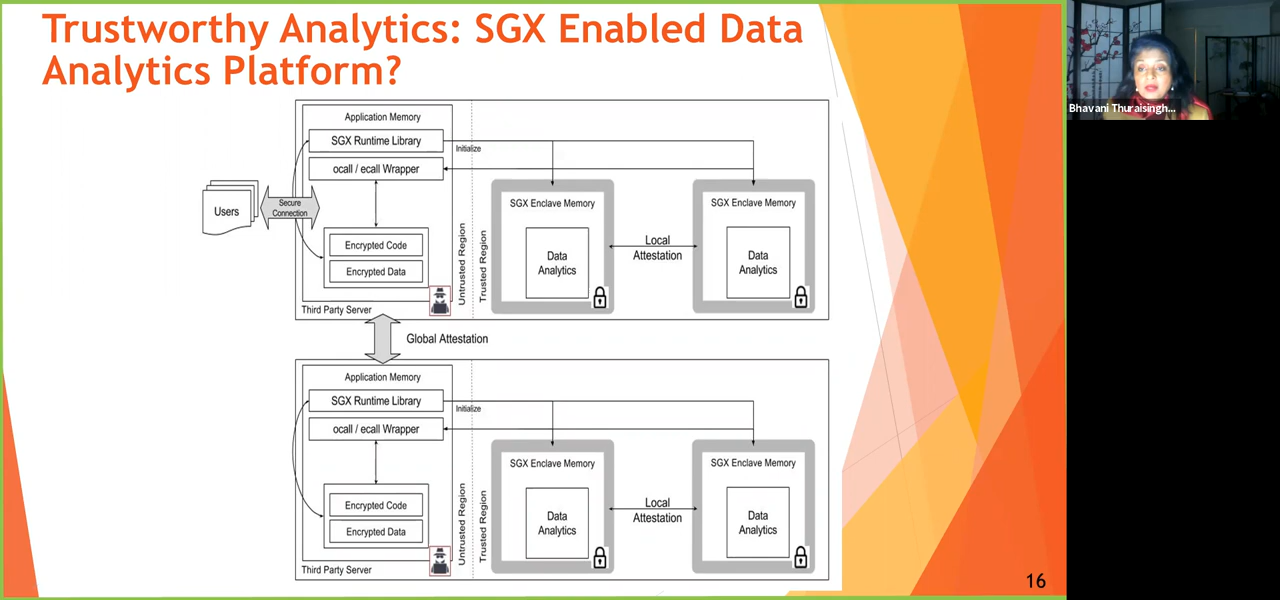 Trustworthy Analytics: SGX Enabled Data
Analytics Platform?
Bhavani Thuraisingh...
Application Memory
SGX Runtime Library
Initialize
ocall / ecall Wrapper
Users
Secure
Connection
Encrypted Code
Encrypted Data
Third Party Server
Untrusted Region
Trusted Region
SGX Enclave Memory
Data
Analytics
Local
Attestation
SGX Enclave Memory
Data
Analytics
Global Attestation
Application Memory
SGX Runtime Library
Initialize
ocall / ecall Wrapper
Encrypted Code
Encrypted Data
Third Party Server
Untrusted Region
Trusted Region
SGX Enclave Memory
Data
Analytics
Local
Attestation
SGX Enclave Memory
Data
Analytics
16